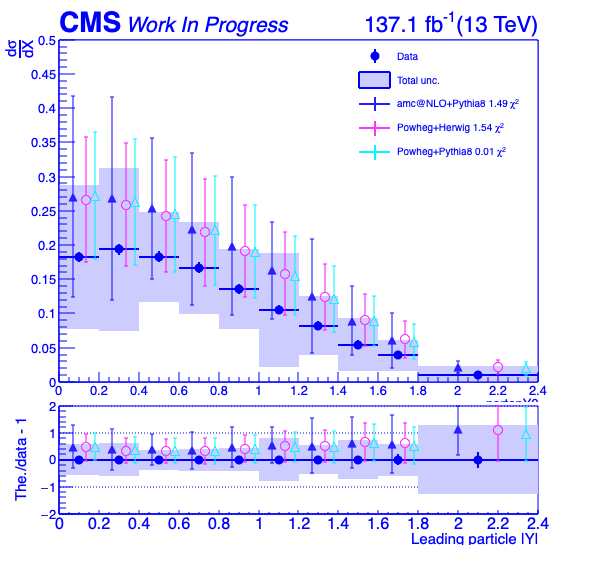 CMS Work In Progress 137.1 fb-1(13 TeV)
dσ
dX
0.5
0.45
0.4
0.35
0.3
0.25
0.2
0.15
0.1
0.05
0
Data
Total unc.
amc@NLO+Pythia8 1.49 χ²
Powheg+Herwig 1.54 χ²
Powheg+Pythia8 0.01 χ²
0 0.2 0.4 0.6 0.8 1 1.2 1.4 1.6 1.8 2 2.2 2.4
The./data - 1
2
1
0
−1
−2
0 0.2 0.4 0.6 0.8 1 1.2 1.4 1.6 1.8 2 2.2 2.4
Leading particle |Y|